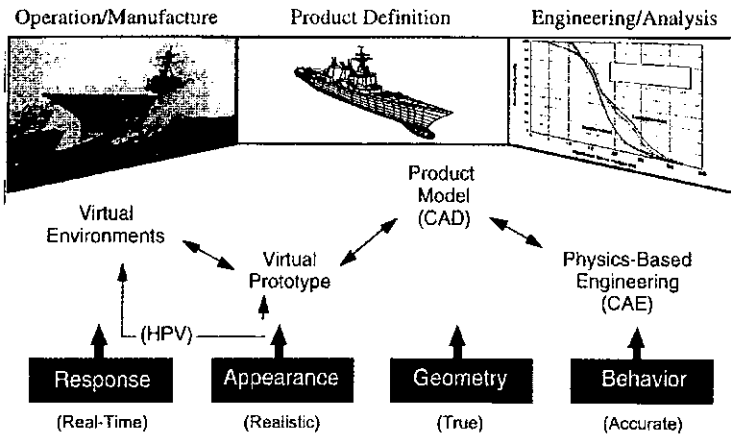 Operation/Manufacture
Product Definition
Engineering/Analysis
Product
Model
(CAD)
Virtual
Environments
Virtual
Prototype
Physics-Based
Engineering
(CAE)
(HPV)
Response
Appearance
Geometry
Behavior
(Real-Time)
(Realistic)
(True)
(Accurate)